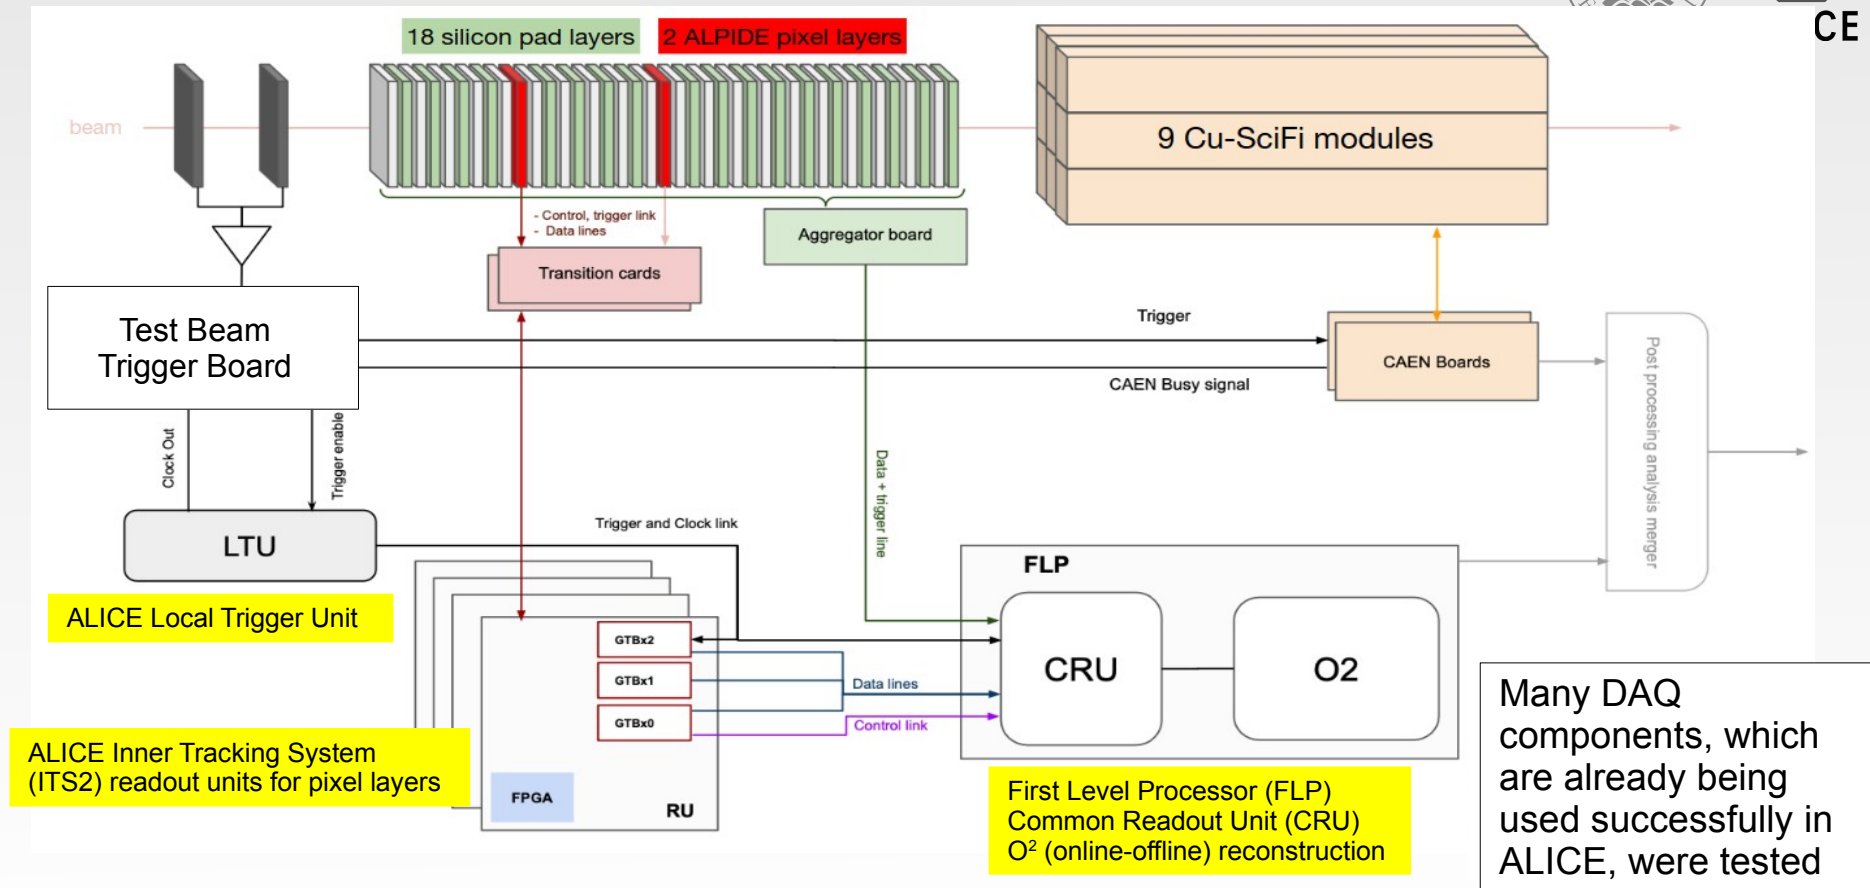 CE
18 silicon pad layers
2 ALPIDE pixel layers
beam
9 Cu-SciFi modules
- Control, trigger link
- Data lines
Aggregator board
Transition cards
Test Beam
Trigger Board
Trigger
CAEN Busy signal
CAEN Boards
Post processing analysis merger
Clock Out
Trigger enable
Data + trigger line
LTU
Trigger and Clock link
ALICE Local Trigger Unit
FLP
GTBx2
GTBx1
GTBx0
Data lines
Control link
CRU
O2
ALICE Inner Tracking System
(ITS2) readout units for pixel layers
FPGA
RU
First Level Processor (FLP)
Common Readout Unit (CRU)
O² (online-offline) reconstruction
Many DAQ
components, which
are already being
used successfully in
ALICE, were tested